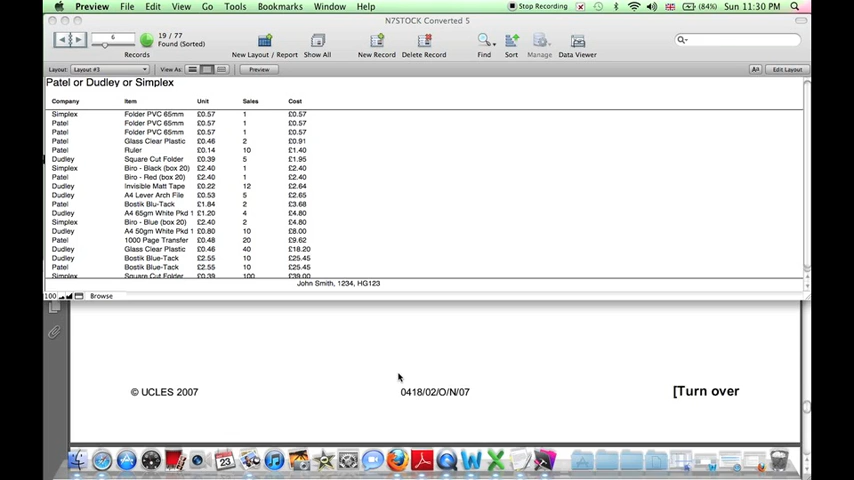 Preview File Edit View Go Tools Bookmarks Window Help Stop Recording (84%) Sun 11:30 PM
N7STOCK Converted 5
6 19 / 77 Found (Sorted)
Records New Layout / Report Show All New Record Delete Record Find Sort Manage Data Viewer
Layout: Layout #3 View As: Preview Aa Edit Layout
Patel or Dudley or Simplex
Company Item Unit Sales Cost
Simplex Folder PVC 65mm £0.57 1 £0.57
Patel Folder PVC 65mm £0.57 1 £0.57
Patel Folder PVC 65mm £0.57 1 £0.57
Patel Glass Clear Plastic £0.46 2 £0.91
Patel Ruler £0.14 10 £1.40
Dudley Square Cut Folder £0.39 5 £1.95
Simplex Biro - Black (box 20) £2.40 1 £2.40
Patel Biro - Red (box 20) £2.40 1 £2.40
Dudley Invisible Matt Tape £0.22 12 £2.64
Dudley A4 Lever Arch File £0.53 5 £2.65
Patel Bostik Blu-Tack £1.84 2 £3.68
Dudley A4 65gm White Pkd 1 £1.20 4 £4.80
Simplex Biro - Blue (box 20) £2.40 2 £4.80
Dudley A4 50gm White Pkd 1 £0.80 10 £8.00
Patel 1000 Page Transfer £0.48 20 £9.62
Dudley Glass Clear Plastic £0.46 40 £18.20
Dudley Bostik Blue-Tack £2.55 10 £25.45
Patel Bostik Blue-Tack £2.55 10 £25.45
Simplex Square Cut Folder £0.39 100 £39.00
John Smith, 1234, HG123
100 Browse
© UCLES 2007 0418/02/O/N/07 [Turn over
23